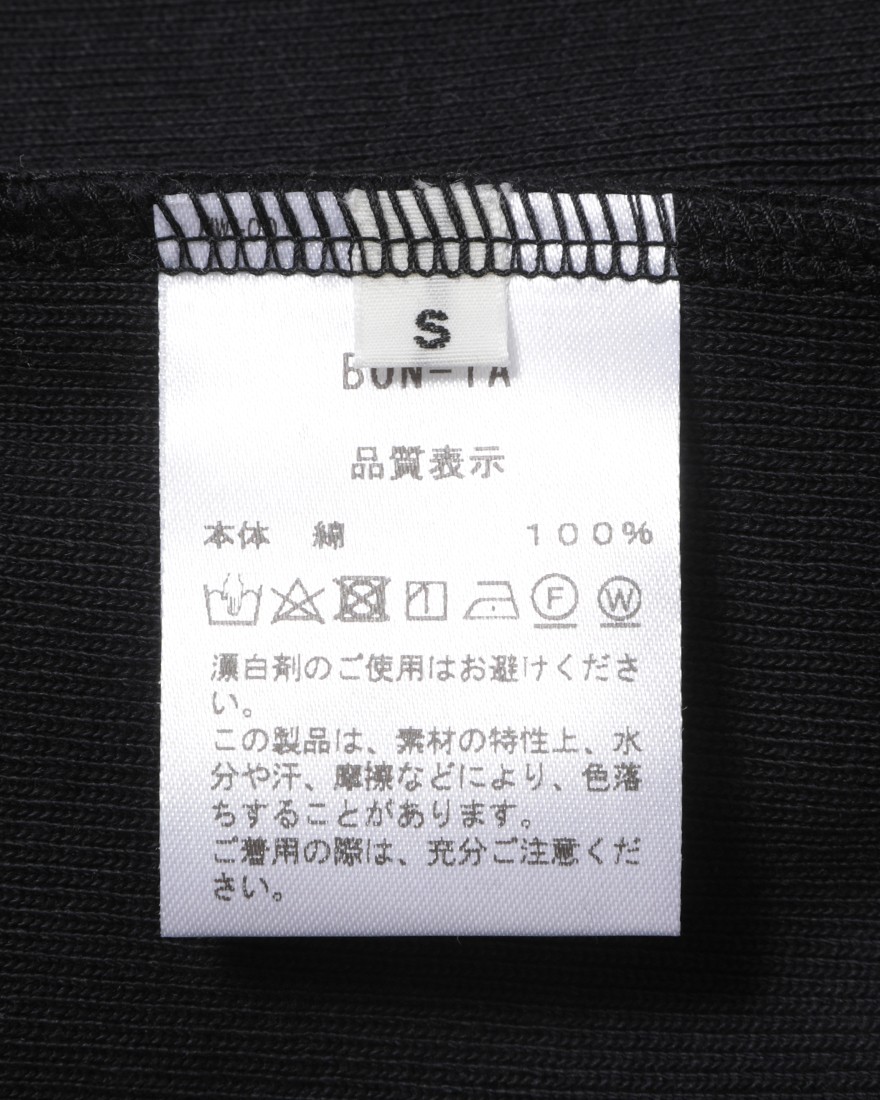 S
品質表示
本体 綿 100%
F W
漂白剤のご使用はお避けくださ
い。
この製品は、素材の特性上、水
分や汗、摩擦などにより、色落
ちすることがあります。
ご着用の際は、充分ご注意くだ
さい。